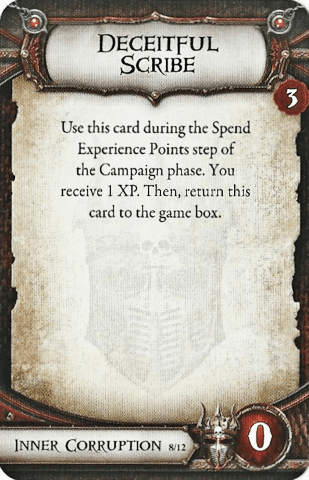 Deceitful
Scribe
3
Use this card during the Spend
Experience Points step of
the Campaign phase. You
receive 1 XP. Then, return this
card to the game box.
Inner Corruption 8/12
0